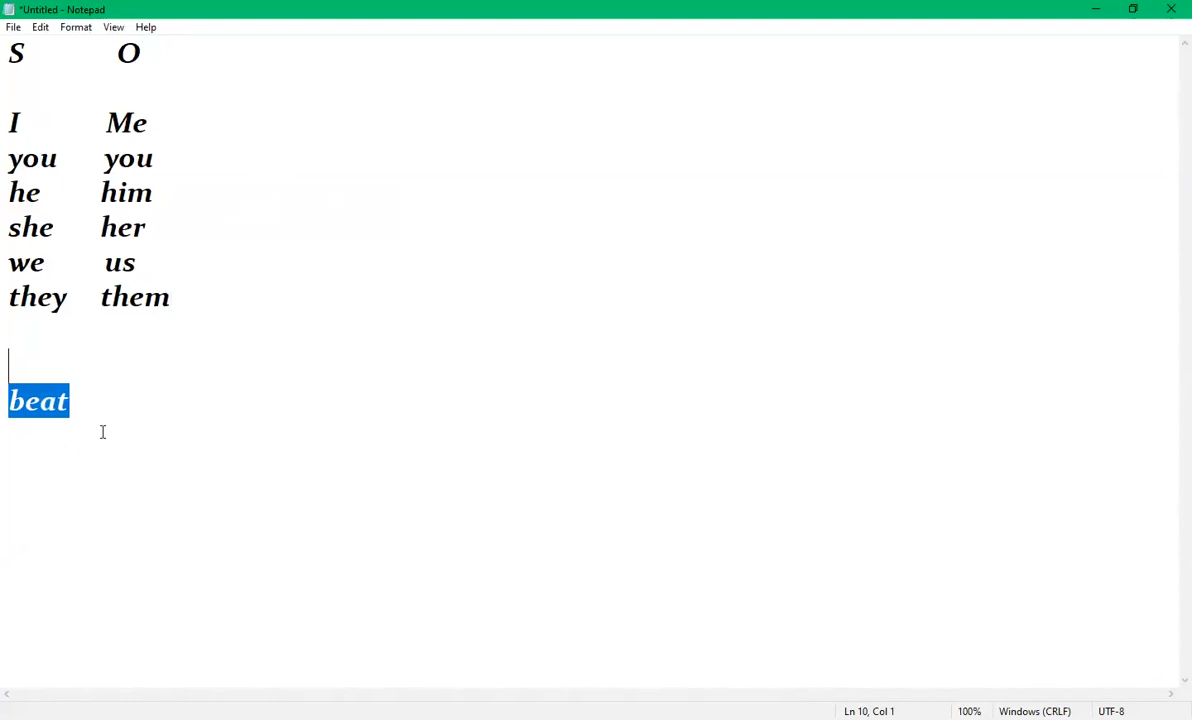 *Untitled - Notepad
File Edit Format View Help
S O
I Me
you you
he him
she her
we us
they them
beat
Ln 10, Col 1 100% Windows (CRLF) UTF-8